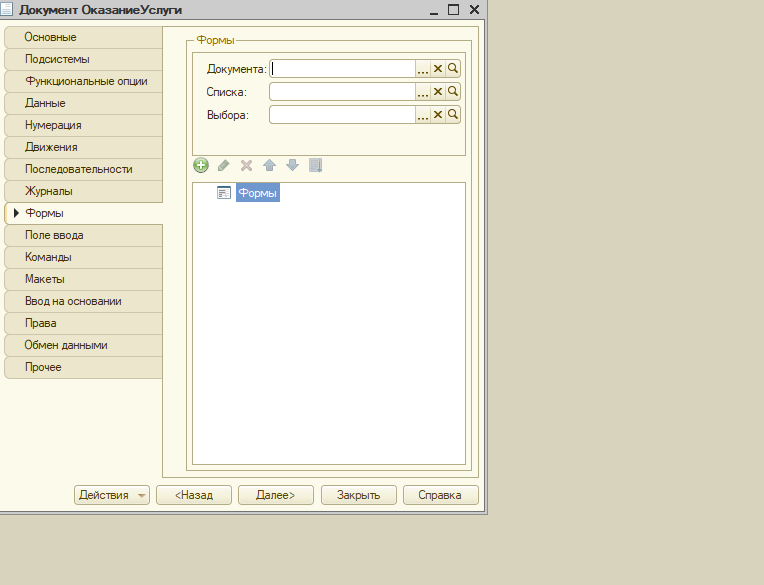 Документ ОказаниеУслуги
Основные
Подсистемы
Функциональные опции
Данные
Нумерация
Движения
Последовательности
Журналы
Формы
Поле ввода
Команды
Макеты
Ввод на основании
Права
Обмен данными
Прочее
Формы
Документа:
Списка:
Выбора:
Формы
Действия
<Назад
Далее>
Закрыть
Справка